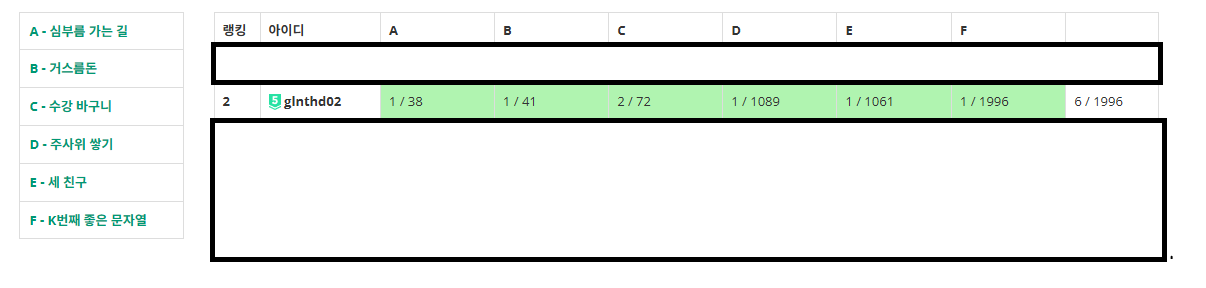 A - 심부름 가는 길
B - 거스름돈
C - 수강 바구니
D - 주사위 쌓기
E - 세 친구
F - K번째 좋은 문자열
랭킹 아이디 A B C D E F
2 5 glnthd02 1 / 38 1 / 41 2 / 72 1 / 1089 1 / 1061 1 / 1996 6 / 1996
.